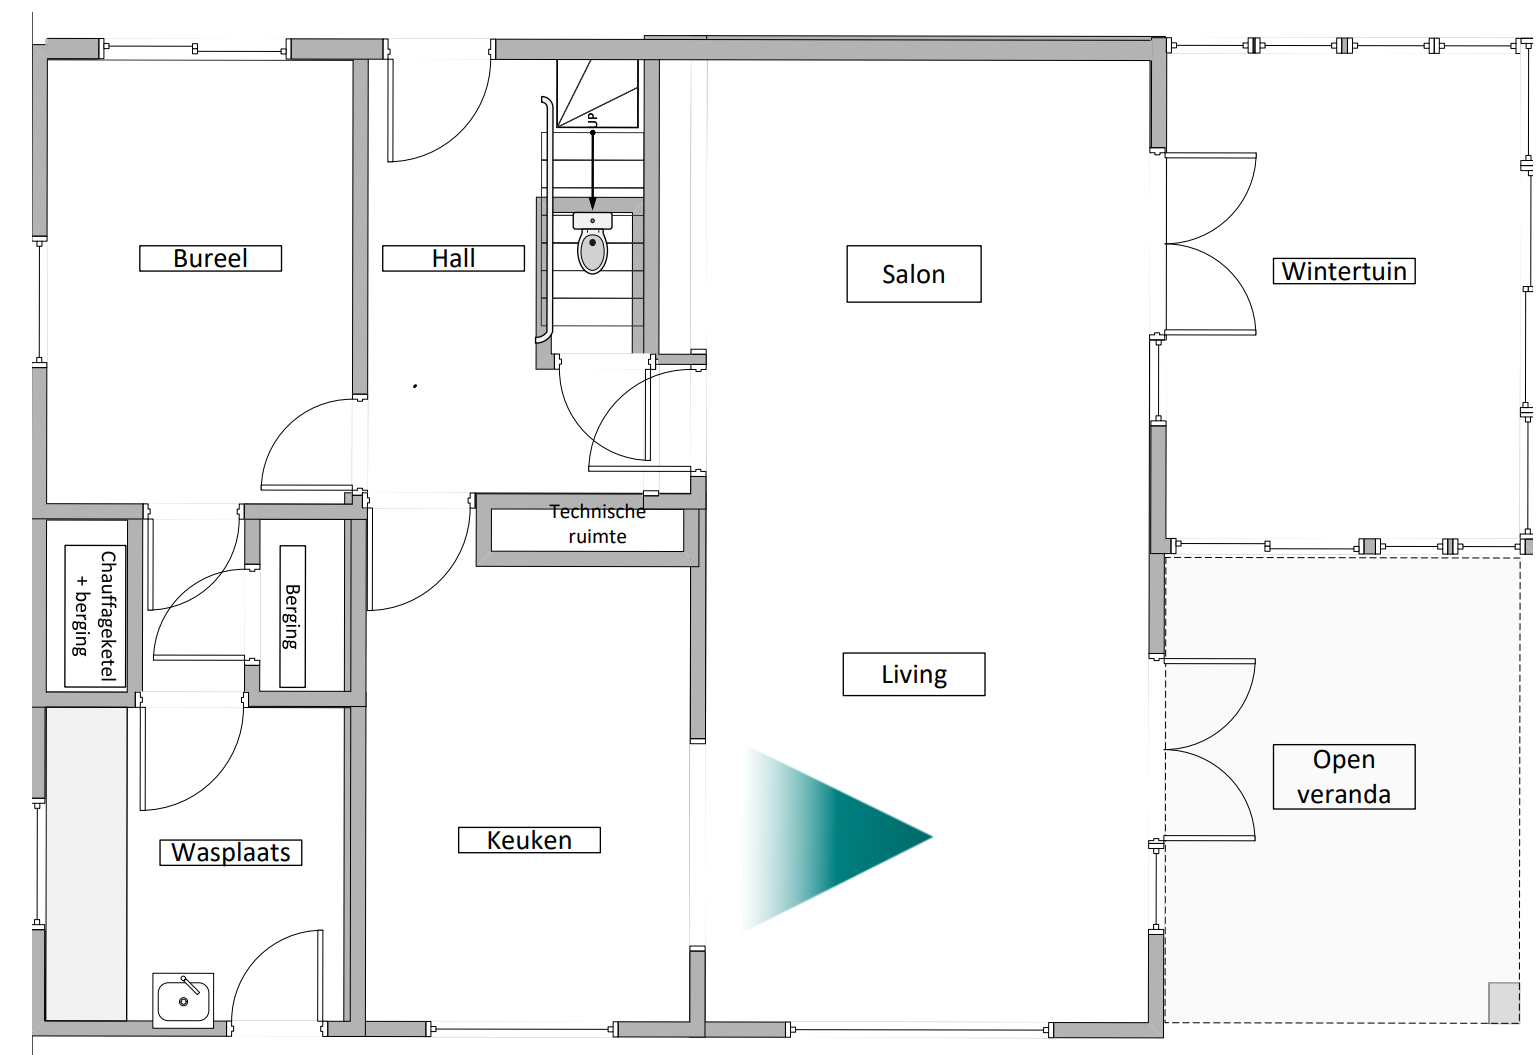 UP
Bureel
Hall
Salon
Wintertuin
Technische
ruimte
Chauffageketel
+ berging
Berging
Living
Open
veranda
Keuken
Wasplaats